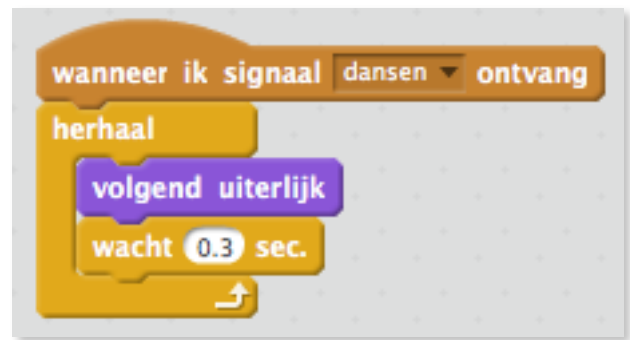 wanneer ik signaal dansen ontvang
herhaal
volgend uiterlijk
wacht 0.3 sec.